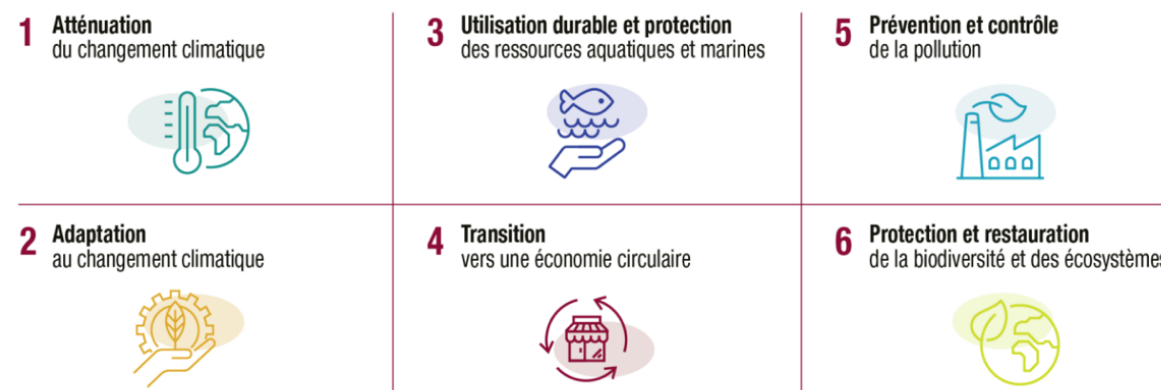 1 Atténuation
du changement climatique
2 Adaptation
au changement climatique
3 Utilisation durable et protection
des ressources aquatiques et marines
4 Transition
vers une économie circulaire
5 Prévention et contrôle
de la pollution
6 Protection et restauration
de la biodiversité et des écosystèmes